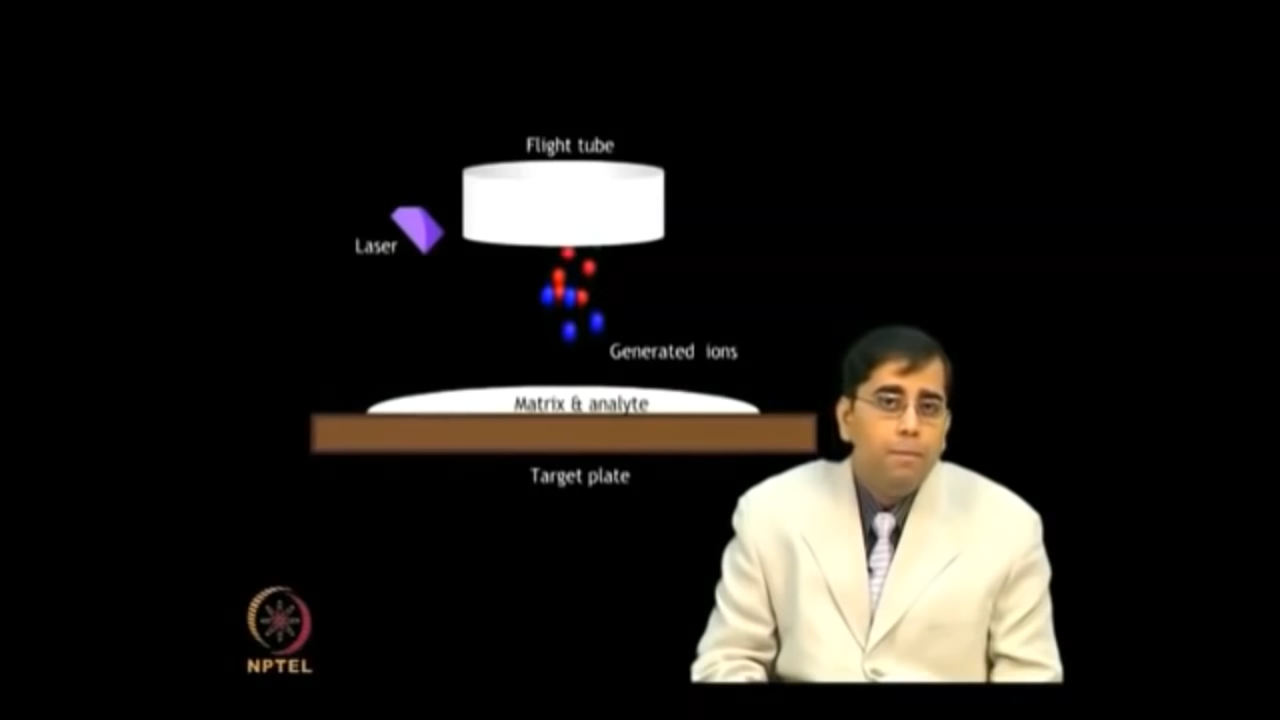 Flight tube
Laser
Generated ions
Matrix & analyte
Target plate
NPTEL